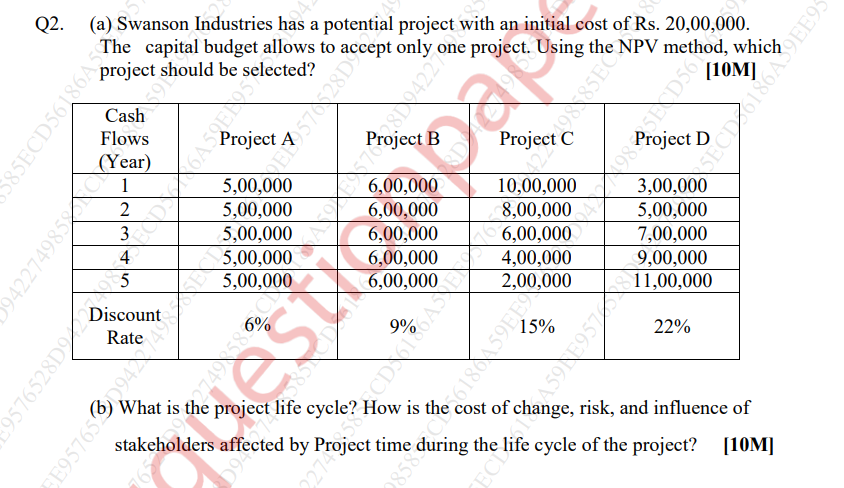 Q2. (a) Swanson Industries has a potential project with an initial cost of Rs. 20,00,000.
The capital budget allows to accept only one project. Using the NPV method, which
project should be selected? [10M]
Cash
Flows
(Year) Project A Project B Project C Project D
1 5,00,000 6,00,000 10,00,000 3,00,000
2 5,00,000 6,00,000 8,00,000 5,00,000
3 5,00,000 6,00,000 6,00,000 7,00,000
4 5,00,000 6,00,000 4,00,000 9,00,000
5 5,00,000 6,00,000 2,00,000 11,00,000
Discount
Rate 6% 9% 15% 22%
(b) What is the project life cycle? How is the cost of change, risk, and influence of
stakeholders affected by Project time during the life cycle of the project? [10M]
questionpape